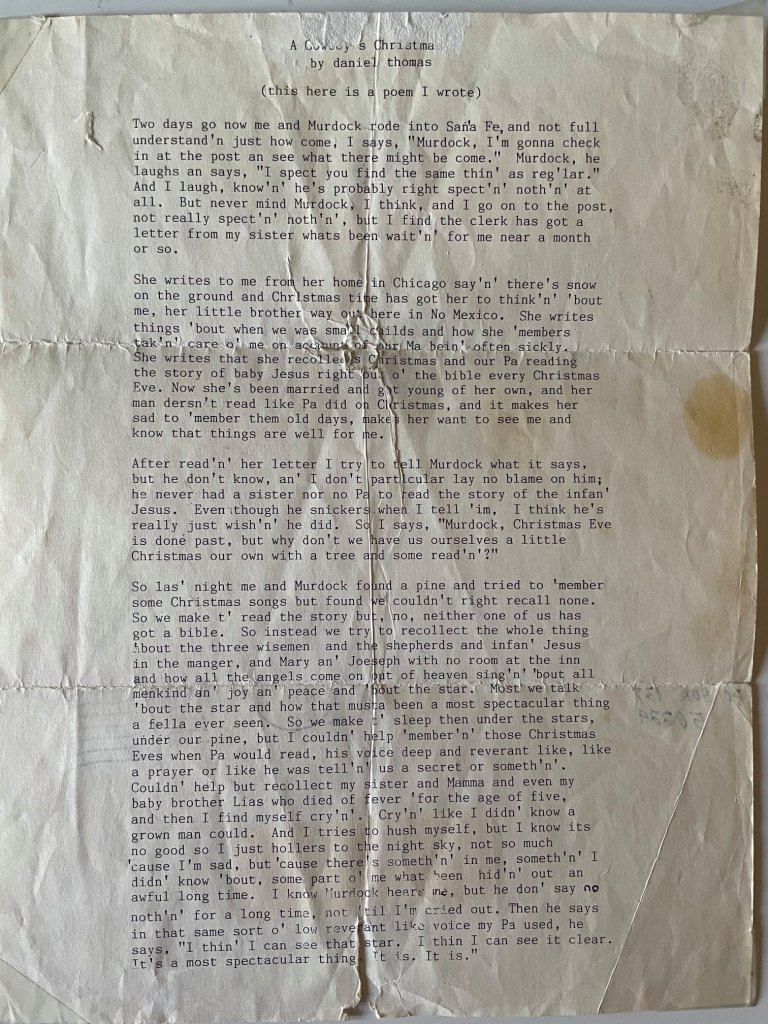 A Cowboy's Christmas
by daniel thomas
(this here is a poem I wrote)
Two days go now me and Murdock rode into San'a Fe, and not full
understand'n just how come, I says, "Murdock, I'm gonna check
in at the post an see what there might be come."  Murdock, he
laughs an says, "I spect you find the same thin' as reg'lar."
And I laugh, know'n' he's probably right spect'n' noth'n' at
all.  But never mind Murdock, I think, and I go on to the post,
not really spect'n' noth'n', but I find the clerk has got a
letter from my sister whats been wait'n' for me near a month
or so.
She writes to me from her home in Chicago say'n' there's snow
on the ground and Christmas time has got her to think'n' 'bout
me, her little brother way out here in No Mexico.  She writes
things 'bout when we was small childs and how she 'members
tak'n' care o' me on account of our Ma bein' often sickly.
She writes that she recollects Christmas and our Pa reading
the story of baby Jesus right out o' the bible every Christmas
Eve. Now she's been married and got young of her own, and her
man dersn't read like Pa did on Christmas, and it makes her
sad to 'member them old days, makes her want to see me and
know that things are well for me.
After read'n' her letter I try to tell Murdock what it says,
but he don't know, an' I don't particular lay no blame on him;
he never had a sister nor no Pa to read the story of the infan'
Jesus.  Even though he snickers when I tell 'im,  I think he's
really just wish'n' he did.  So I says, "Murdock, Christmas Eve
is done past, but why don't we have us ourselves a little
Christmas our own with a tree and some read'n'?"
So las' night me and Murdock found a pine and tried to 'member
some Christmas songs but found we couldn't right recall none.
So we make t' read the story but, no, neither one of us has
got a bible.  So instead we try to recollect the whole thing
about the three wisemen  and the shepherds and infan' Jesus
in the manger, and Mary an' Joeseph with no room at the inn
and how all the angels come on out of heaven sing'n' 'bout all
menkind an' joy an' peace and 'bout the star.  Most we talk
'bout the star and how that musta been a most spectacular thing
a fella ever seen.  So we make t' sleep then under the stars,
under our pine, but I couldn' help 'member'n' those Christmas
Eves when Pa would read, his voice deep and reverant like, like
a prayer or like he was tell'n' us a secret or someth'n'.
Couldn' help but recollect my sister and Mamma and even my
baby brother Lias who died of fever 'for the age of five,
and then I find myself cry'n'.  Cry'n' like I didn' know a
grown man could.  And I tries to hush myself, but I know its
no good so I just hollers to the night sky, not so much
'cause I'm sad, but 'cause there's someth'n' in me, someth'n' I
didn' know 'bout, some part o' me what been  hid'n' out  an
awful long time.  I know Murdock hears me, but he don' say no
noth'n' for a long time, not 'til I'm cried out. Then he says
in that same sort o' low reverant like voice my Pa used, he
says, "I thin' I can see that star.  I thin I can see it clear.
It's a most spectacular thing. It is. It is."